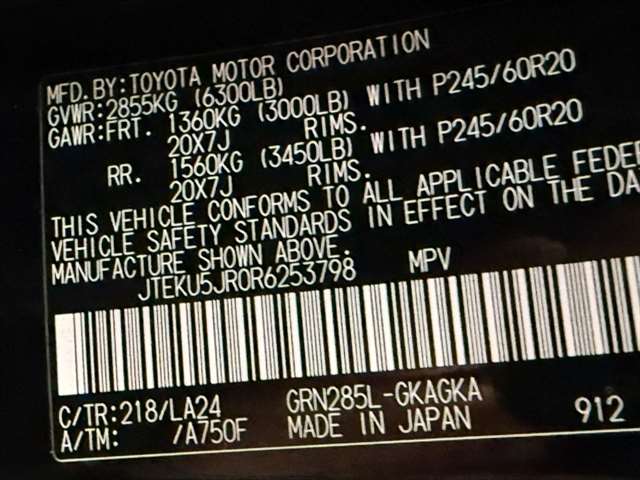 MFD.BY:TOYOTA MOTOR CORPORATION
GVWR:2855KG (6300LB)
GAWR:FRT. 1360KG (3000LB) WITH P245/60R20
20X7J RIMS.
RR. 1560KG (3450LB) WITH P245/60R20
20X7J RIMS.
THIS VEHICLE CONFORMS TO ALL APPLICABLE FEDER
VEHICLE SAFETY STANDARDS IN EFFECT ON THE DA
MANUFACTURE SHOWN ABOVE.
JTEKU5JR0R6253798 MPV
C/TR:218/LA24 GRN285L-GKAGKA
A/TM: /A750F MADE IN JAPAN 912